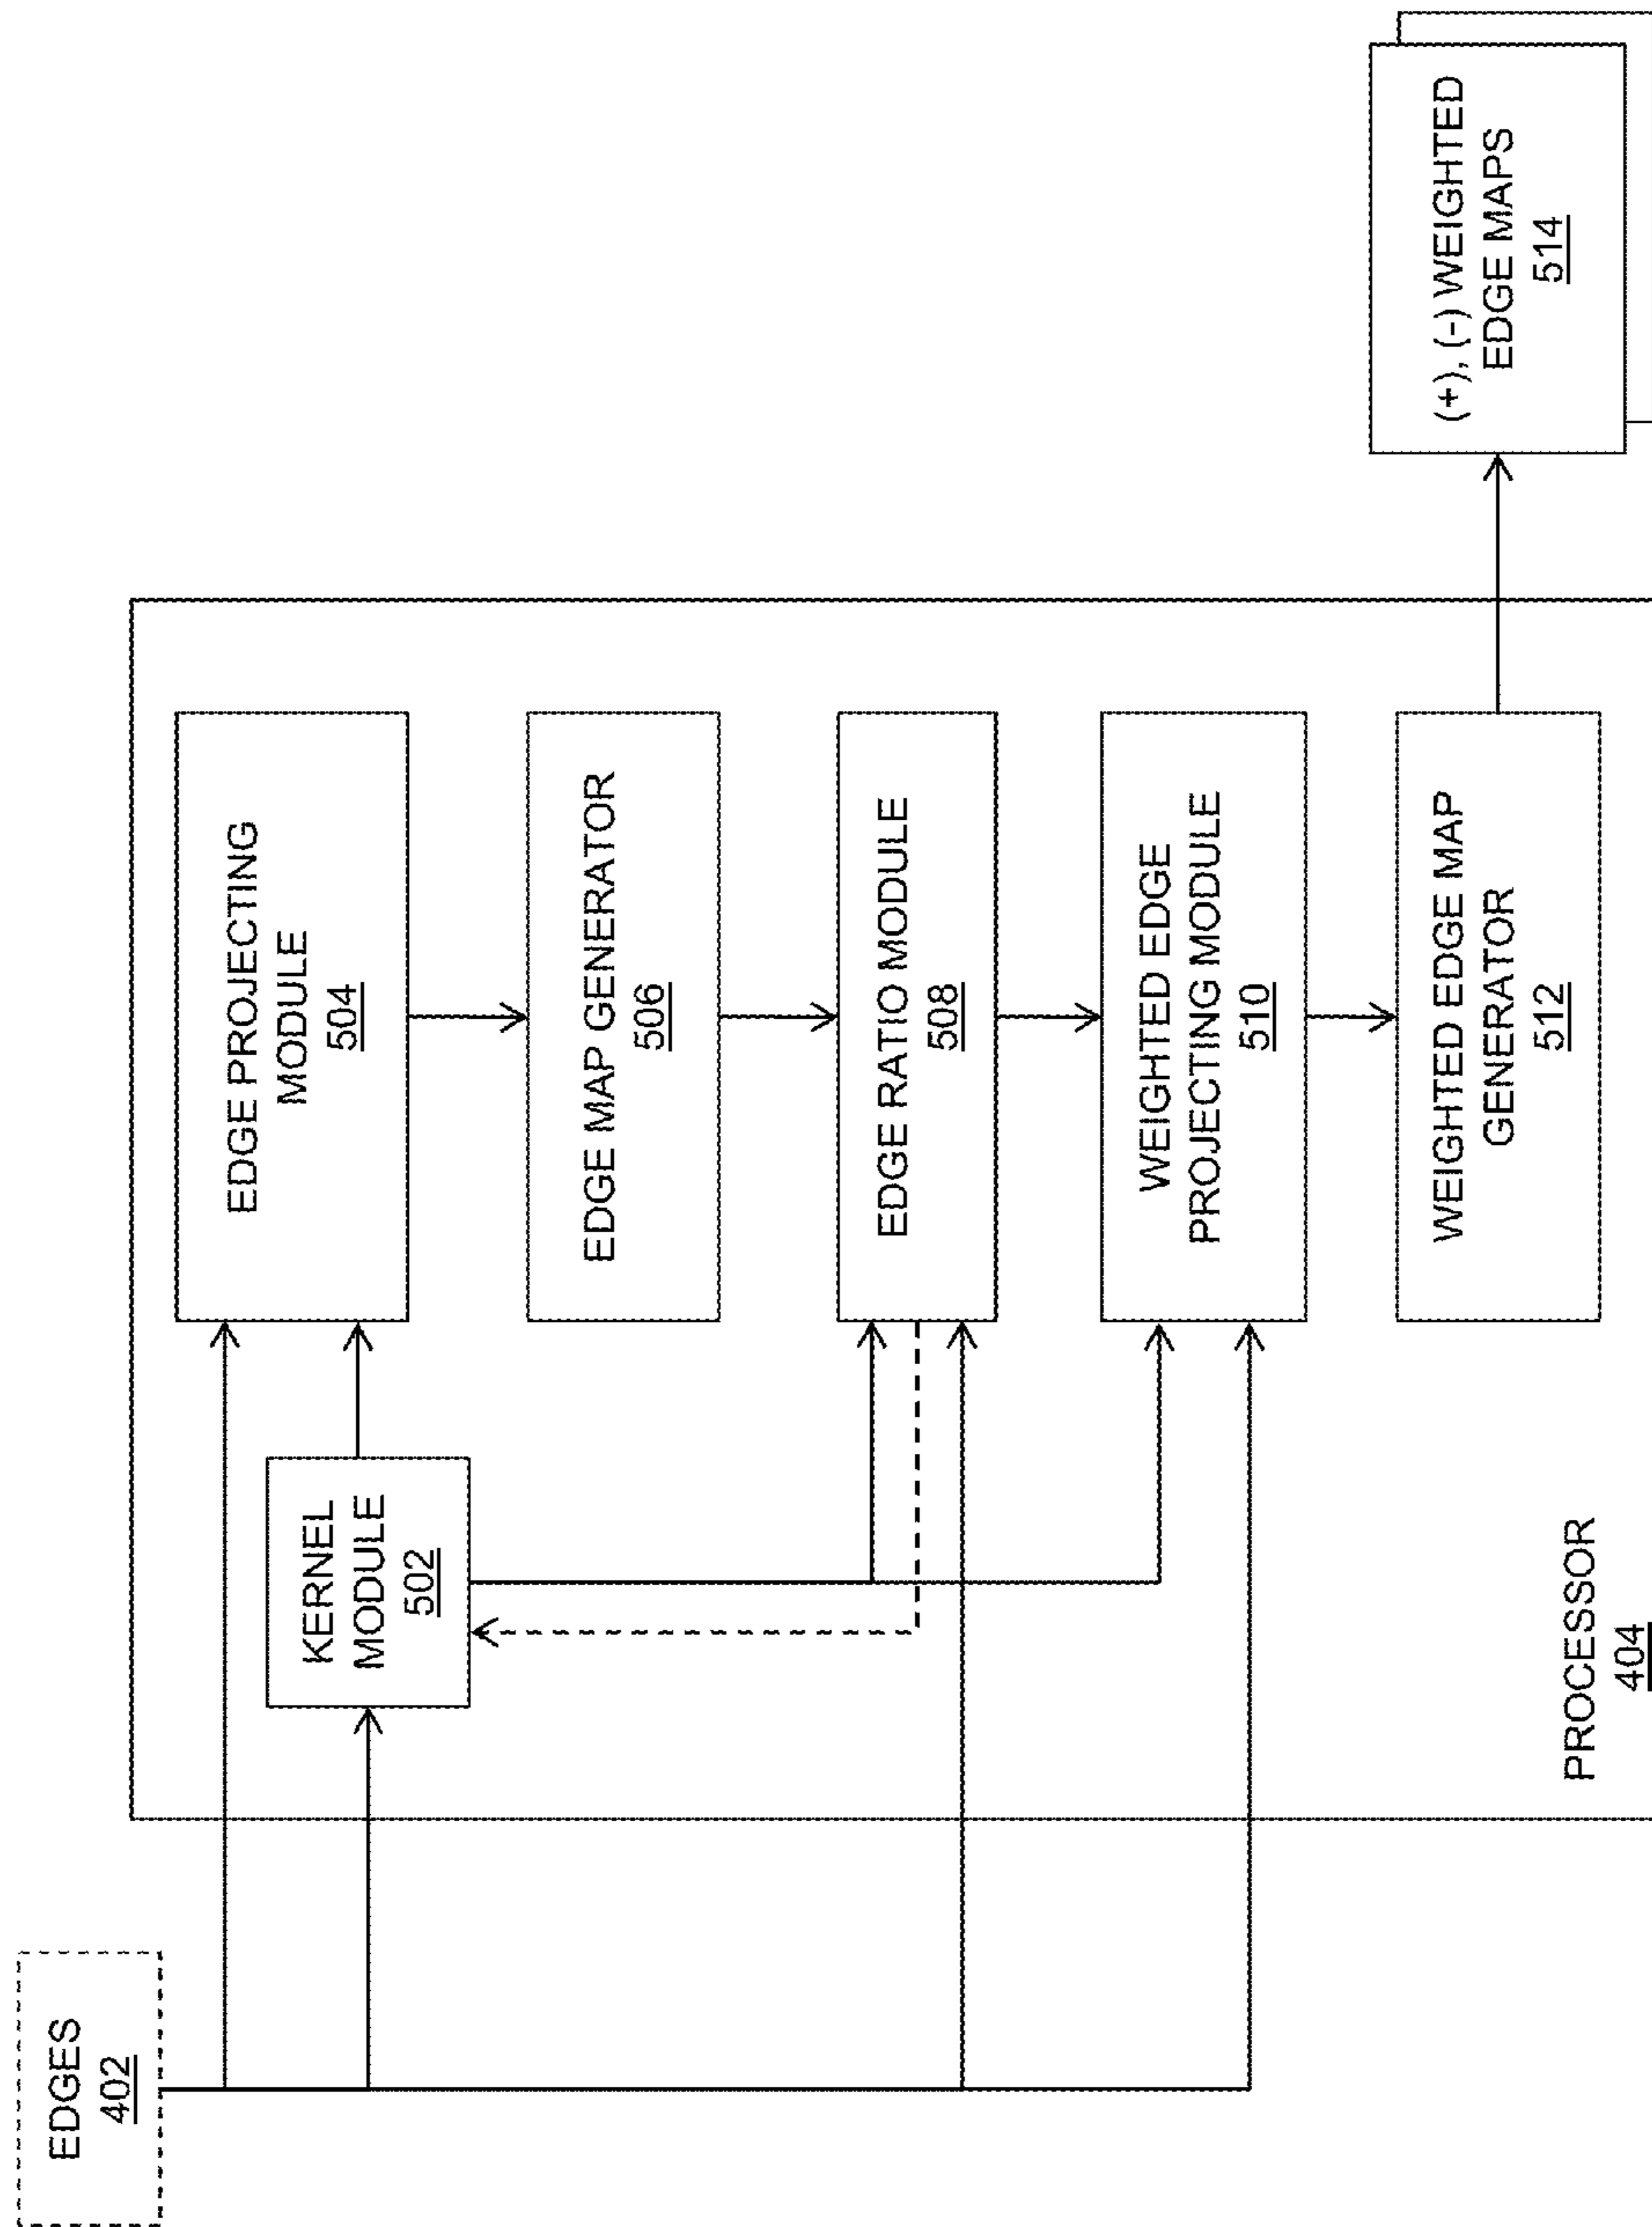 EDGES
402
KERNEL
MODULE
502
EDGE PROJECTING
MODULE
504
EDGE MAP GENERATOR
506
EDGE RATIO MODULE
508
WEIGHTED EDGE
PROJECTING MODULE
510
WEIGHTED EDGE MAP
GENERATOR
512
PROCESSOR
404
(+), (-) WEIGHTED
EDGE MAPS
514